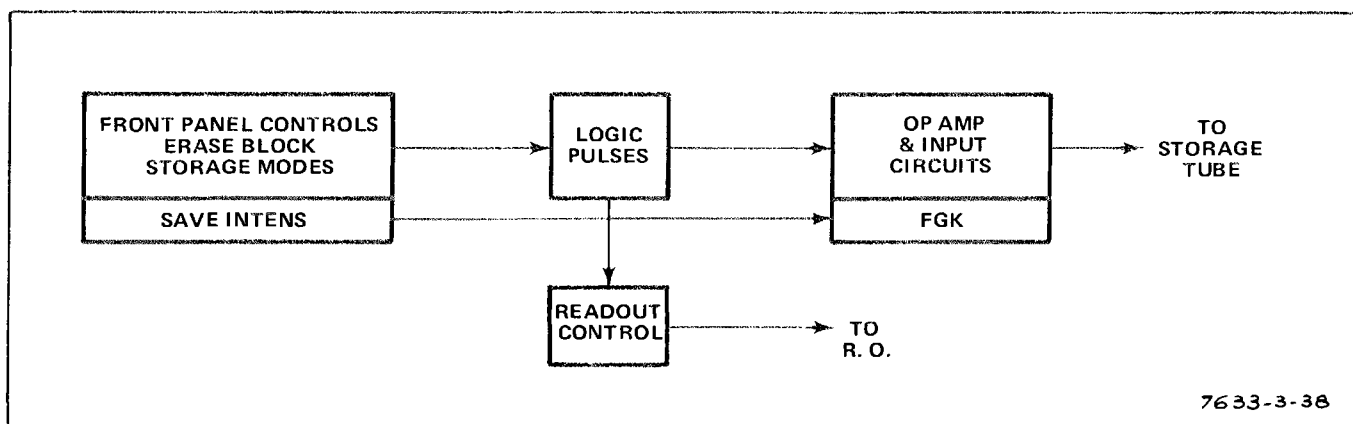 FRONT PANEL CONTROLS
ERASE BLOCK
STORAGE MODES
SAVE INTENS
LOGIC
PULSES
OP AMP
& INPUT
CIRCUITS
FGK
TO
STORAGE
TUBE
READOUT
CONTROL
TO
R. O.
7633-3-38